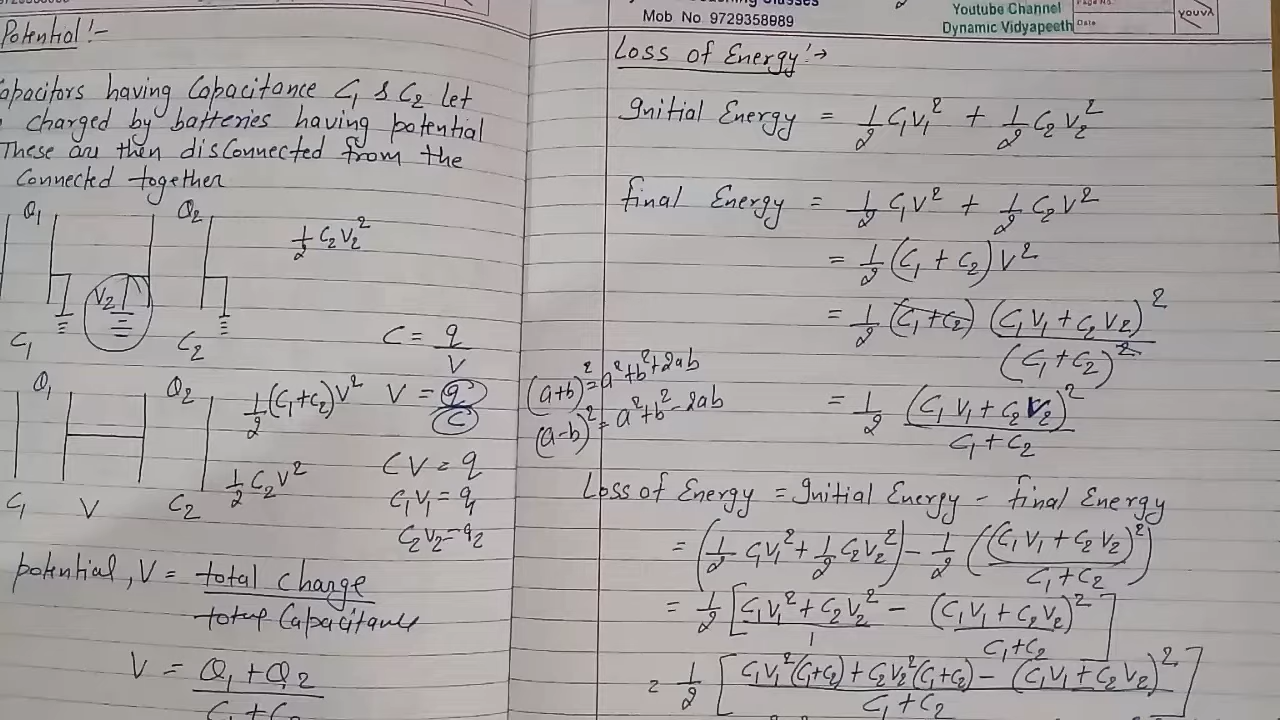 Mob No. 9729358989
Youtube Channel
Dynamic Vidyapeeth
Page No.
Date
YOUVA
Potential :-
Capacitors having Capacitance C₁ & C₂ let
charged by batteries having potential
These are then disconnected from the
Connected together
Q₁ Q₂
½ C₂V₂²
V₂
C₁ C₂
C = q/V
Q₁ Q₂
½(C₁+C₂)V²
V = q/C
½ C₂V²
C₁ V C₂
CV = q
C₁V₁ = q₁
C₂V₂ = q₂
potential, V = total charge / total Capacitance
V = Q₁ + Q₂ / C₁ + C₂
(a+b)² = a²+b²+2ab
(a-b)² = a²+b²-2ab
Loss of Energy :→
Initial Energy = ½ C₁V₁² + ½ C₂V₂²
final Energy = ½ C₁V² + ½ C₂V²
= ½ (C₁ + C₂) V²
= ½ (C₁+C₂) (C₁V₁ + C₂V₂)² / (C₁ + C₂)²
= ½ (C₁V₁ + C₂V₂)² / C₁ + C₂
Loss of Energy = Initial Energy - final Energy
= (½ C₁V₁² + ½ C₂V₂²) - ½ ((C₁V₁ + C₂V₂)² / C₁ + C₂)
= ½ [C₁V₁² + C₂V₂² / 1 - (C₁V₁ + C₂V₂)² / C₁+C₂]
= ½ [C₁V₁²(C₁+C₂) + C₂V₂²(C₁+C₂) - (C₁V₁ + C₂V₂)² / C₁ + C₂]